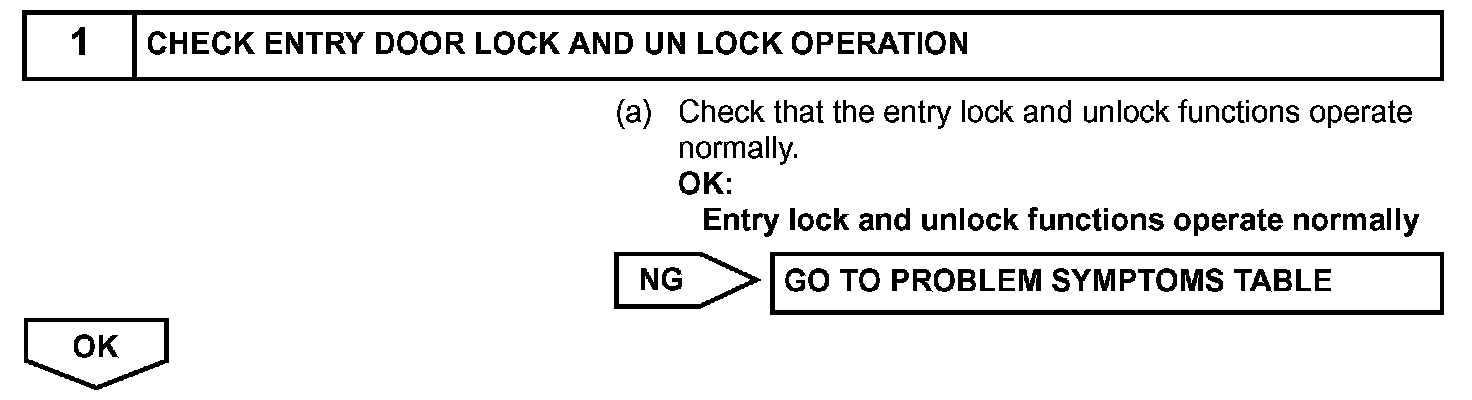 1 CHECK ENTRY DOOR LOCK AND UN LOCK OPERATION
(a) Check that the entry lock and unlock functions operate
normally.
OK:
Entry lock and unlock functions operate normally
NG GO TO PROBLEM SYMPTOMS TABLE
OK